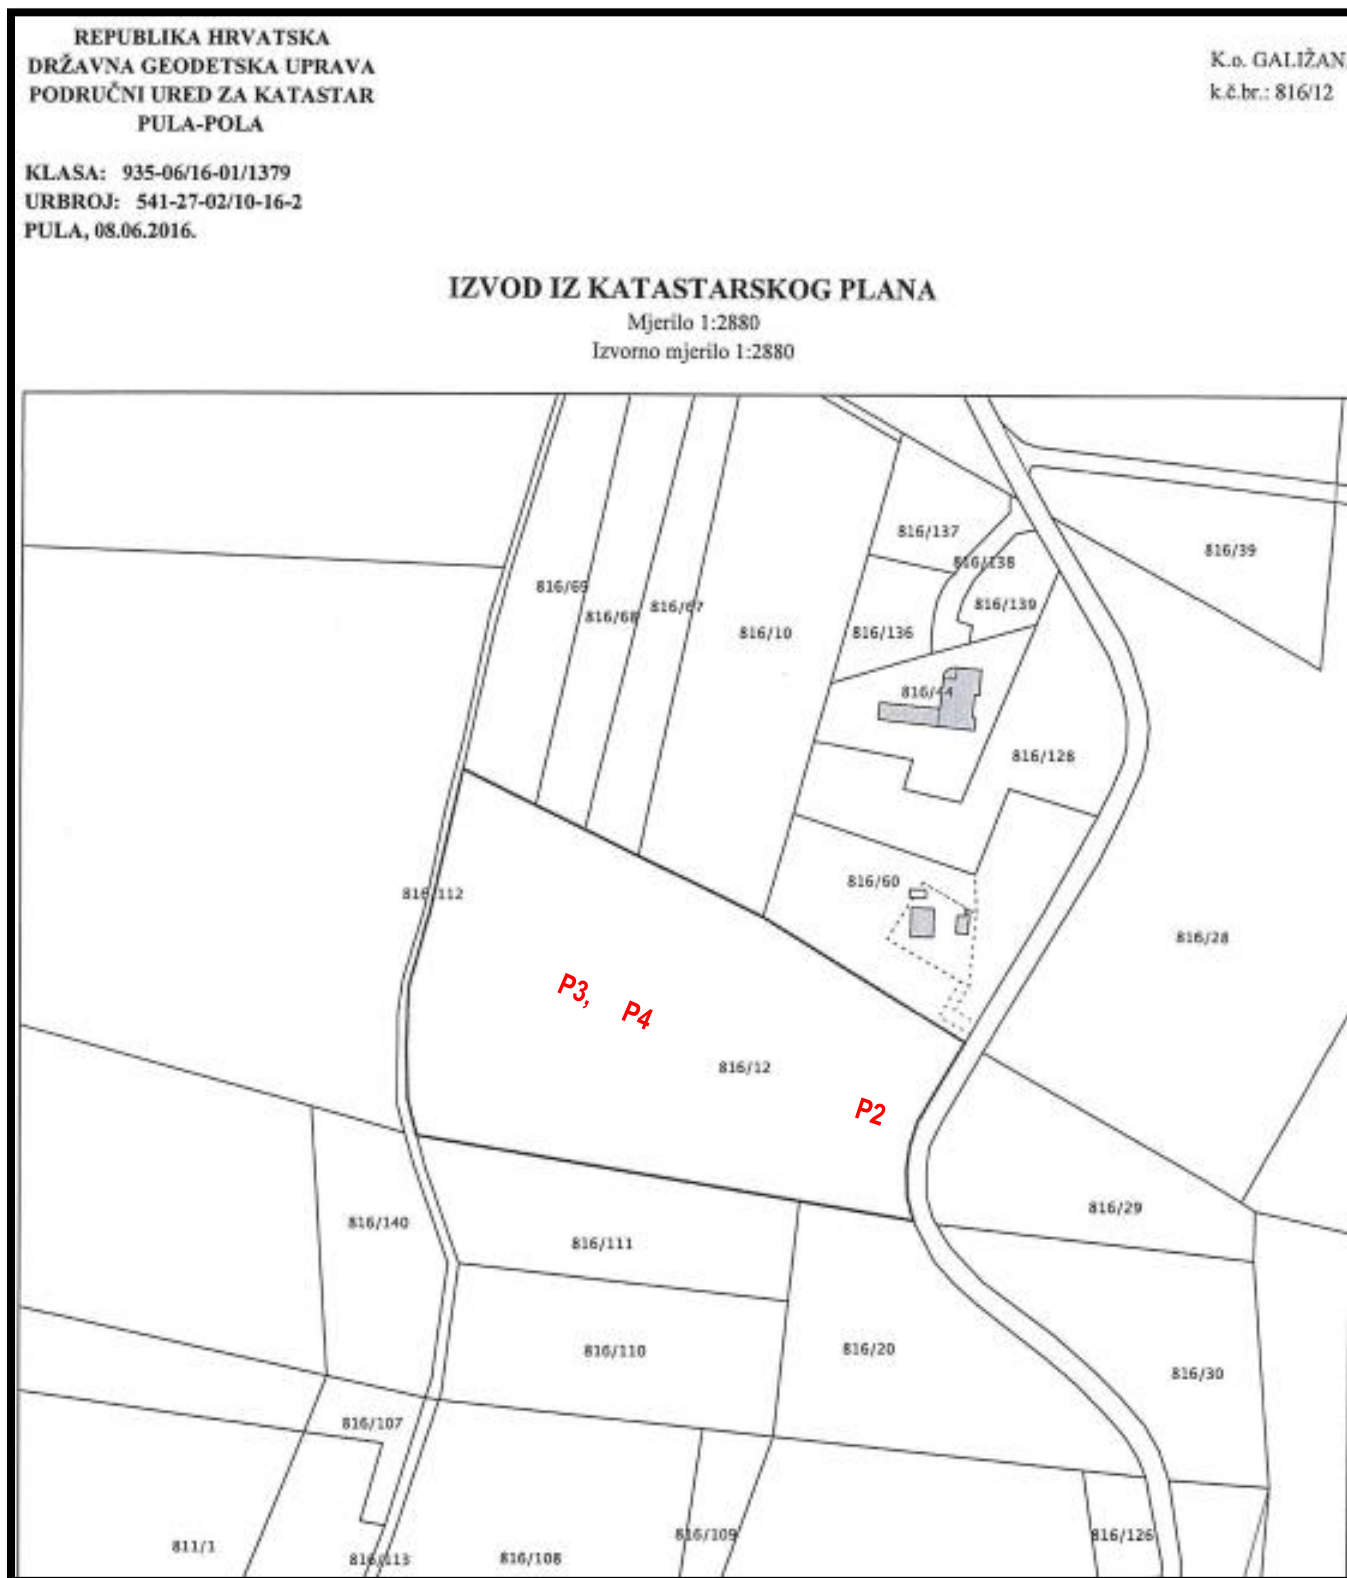 REPUBLIKA HRVATSKA
DRŽAVNA GEODETSKA UPRAVA
PODRUČNI URED ZA KATASTAR
PULA-POLA
K.o. GALIŽAN
k.č.br.: 816/12
KLASA: 935-06/16-01/1379
URBROJ: 541-27-02/10-16-2
PULA, 08.06.2016.
IZVOD IZ KATASTARSKOG PLANA
Mjerilo 1:2880
Izvorno mjerilo 1:2880
816/137
816/39
816/138
816/69
816/68
816/67
816/139
816/10
816/136
816/44
816/128
816/60
816/112
816/28
P3,
P4
816/12
P2
816/29
816/140
816/111
816/110
816/20
816/30
816/107
811/1
816/113
816/108
816/109
816/126